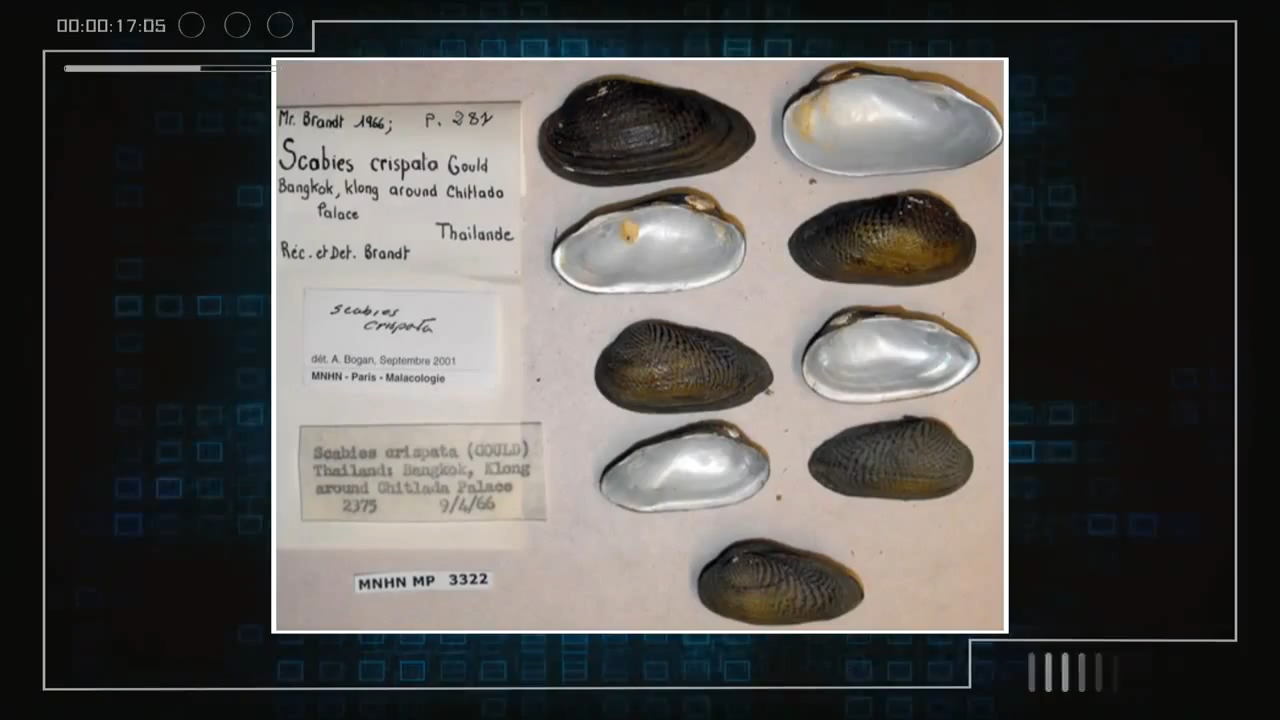 00:00:17:05
Mr. Brandt 1966; P. 281
Scabies crispata Gould
Bangkok, klong around Chitlada
Palace
Thailande
Réc. et Det. Brandt
Scabies
crispata
dét. A. Bogan, Septembre 2001
MNHN - Paris - Malacologie
Scabies crispata (GOULD)
Thailand: Bangkok, Klong
around Chitlada Palace
2375 9/4/66
MNHN MP 3322